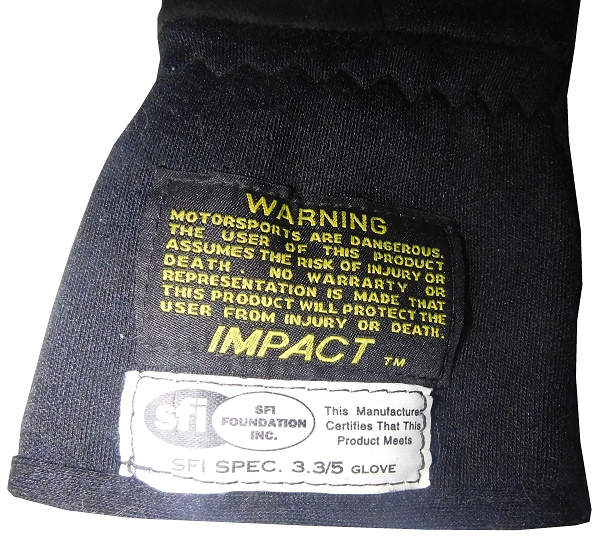 WARNING
MOTORSPORTS ARE DANGEROUS.
THE USER OF THIS PRODUCT
ASSUMES THE RISK OF INJURY OR
DEATH. NO WARRARTY OR
REPRESENTATION IS MADE THAT
THIS PRODUCT WILL PROTECT THE
USER FROM INJURY OR DEATH.
IMPACT TM
sfi
SFI
FOUNDATION
INC.
This Manufacturer
Certifies That This
Product Meets
SFI SPEC. 3.3/5 GLOVE